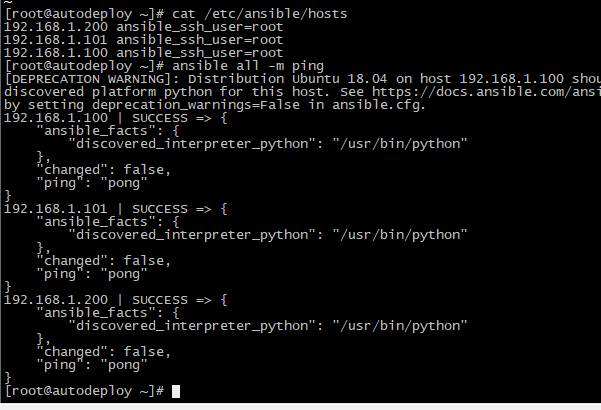 ~
[root@autodeploy ~]# cat /etc/ansible/hosts
192.168.1.200 ansible_ssh_user=root
192.168.1.101 ansible_ssh_user=root
192.168.1.100 ansible_ssh_user=root
[root@autodeploy ~]# ansible all -m ping
[DEPRECATION WARNING]: Distribution Ubuntu 18.04 on host 192.168.1.100 shou
discovered platform python for this host. See https://docs.ansible.com/ansi
by setting deprecation_warnings=False in ansible.cfg.
192.168.1.100 | SUCCESS => {
    "ansible_facts": {
        "discovered_interpreter_python": "/usr/bin/python"
    },
    "changed": false,
    "ping": "pong"
}
192.168.1.101 | SUCCESS => {
    "ansible_facts": {
        "discovered_interpreter_python": "/usr/bin/python"
    },
    "changed": false,
    "ping": "pong"
}
192.168.1.200 | SUCCESS => {
    "ansible_facts": {
        "discovered_interpreter_python": "/usr/bin/python"
    },
    "changed": false,
    "ping": "pong"
}
[root@autodeploy ~]#